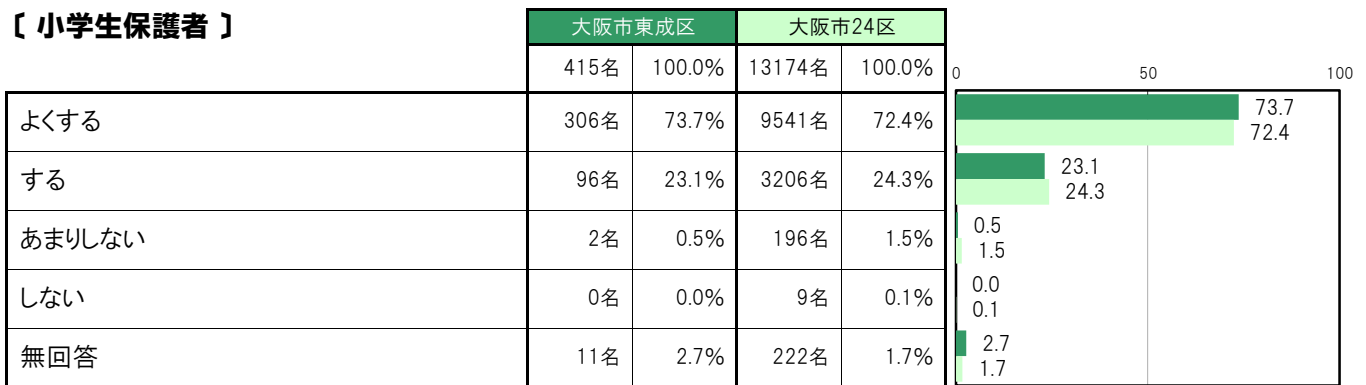 〔 小学生保護者 〕
大阪市東成区 大阪市24区
415名 100.0% 13174名 100.0%
0 50 100
よくする 306名 73.7% 9541名 72.4%
73.7
72.4
する 96名 23.1% 3206名 24.3%
23.1
24.3
あまりしない 2名 0.5% 196名 1.5%
0.5
1.5
しない 0名 0.0% 9名 0.1%
0.0
0.1
無回答 11名 2.7% 222名 1.7%
2.7
1.7